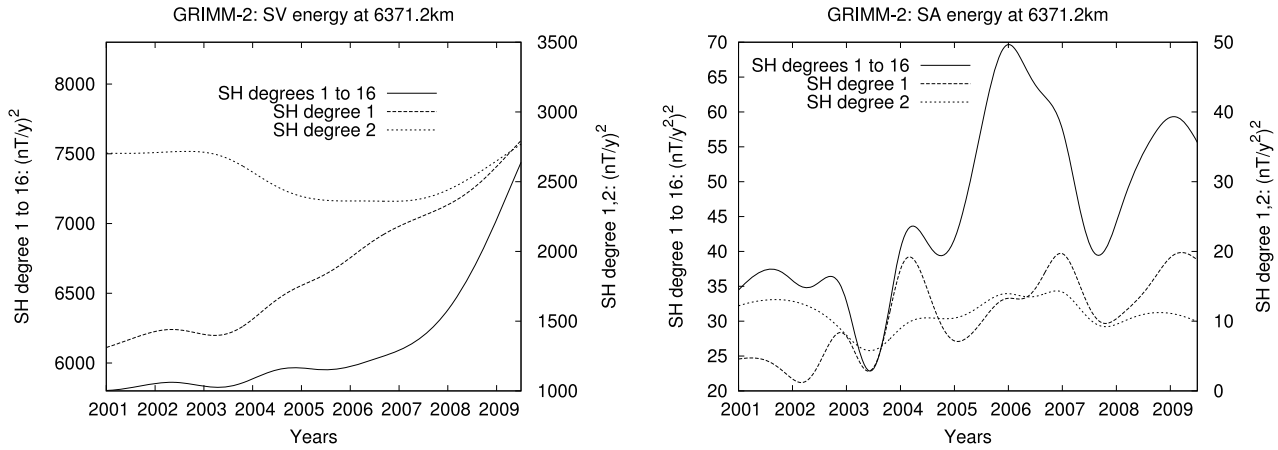 GRIMM-2: SV energy at 6371.2km
SH degree 1 to 16: (nT/y)^2
8000
7500
7000
6500
6000
3500
3000
2500
2000
1500
1000
SH degree 1,2: (nT/y)^2
SH degrees 1 to 16
SH degree 1
SH degree 2
2001 2002 2003 2004 2005 2006 2007 2008 2009
Years
GRIMM-2: SA energy at 6371.2km
SH degree 1 to 16: (nT/y^2)^2
70
65
60
55
50
45
40
35
30
25
20
50
40
30
20
10
0
SH degree 1,2: (nT/y^2)^2
SH degrees 1 to 16
SH degree 1
SH degree 2
2001 2002 2003 2004 2005 2006 2007 2008 2009
Years